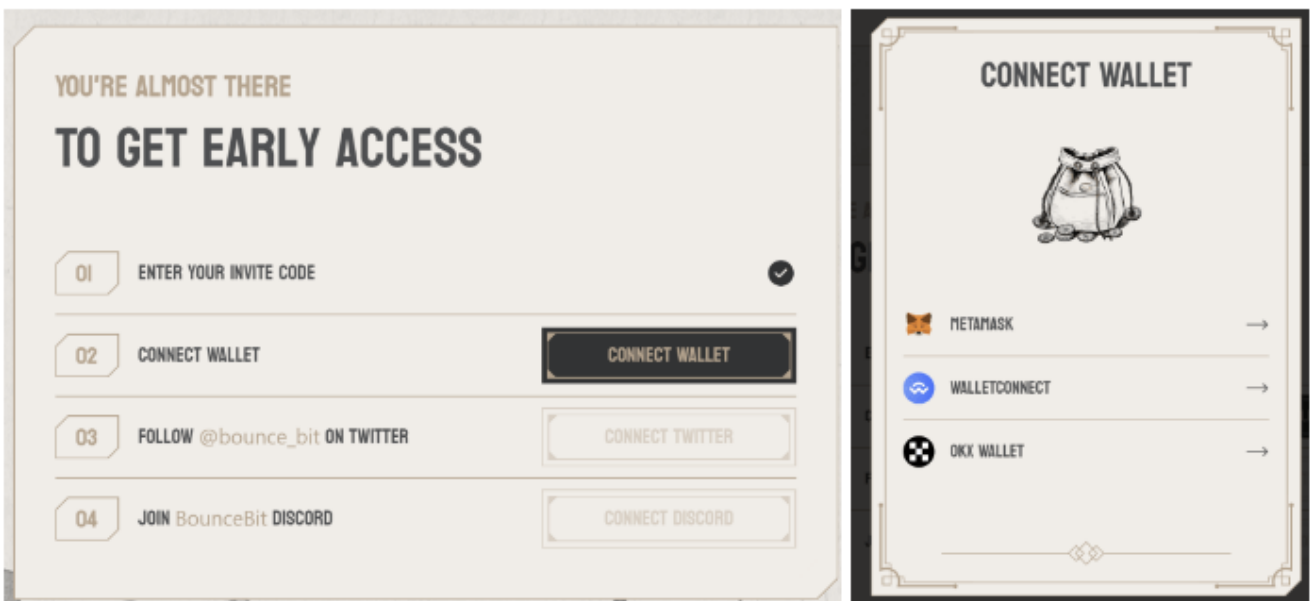 YOU'RE ALMOST THERE
TO GET EARLY ACCESS
01 ENTER YOUR INVITE CODE
02 CONNECT WALLET CONNECT WALLET
03 FOLLOW @bounce_bit ON TWITTER CONNECT TWITTER
04 JOIN BounceBit DISCORD CONNECT DISCORD
CONNECT WALLET
METAMASK
WALLETCONNECT
OKX WALLET